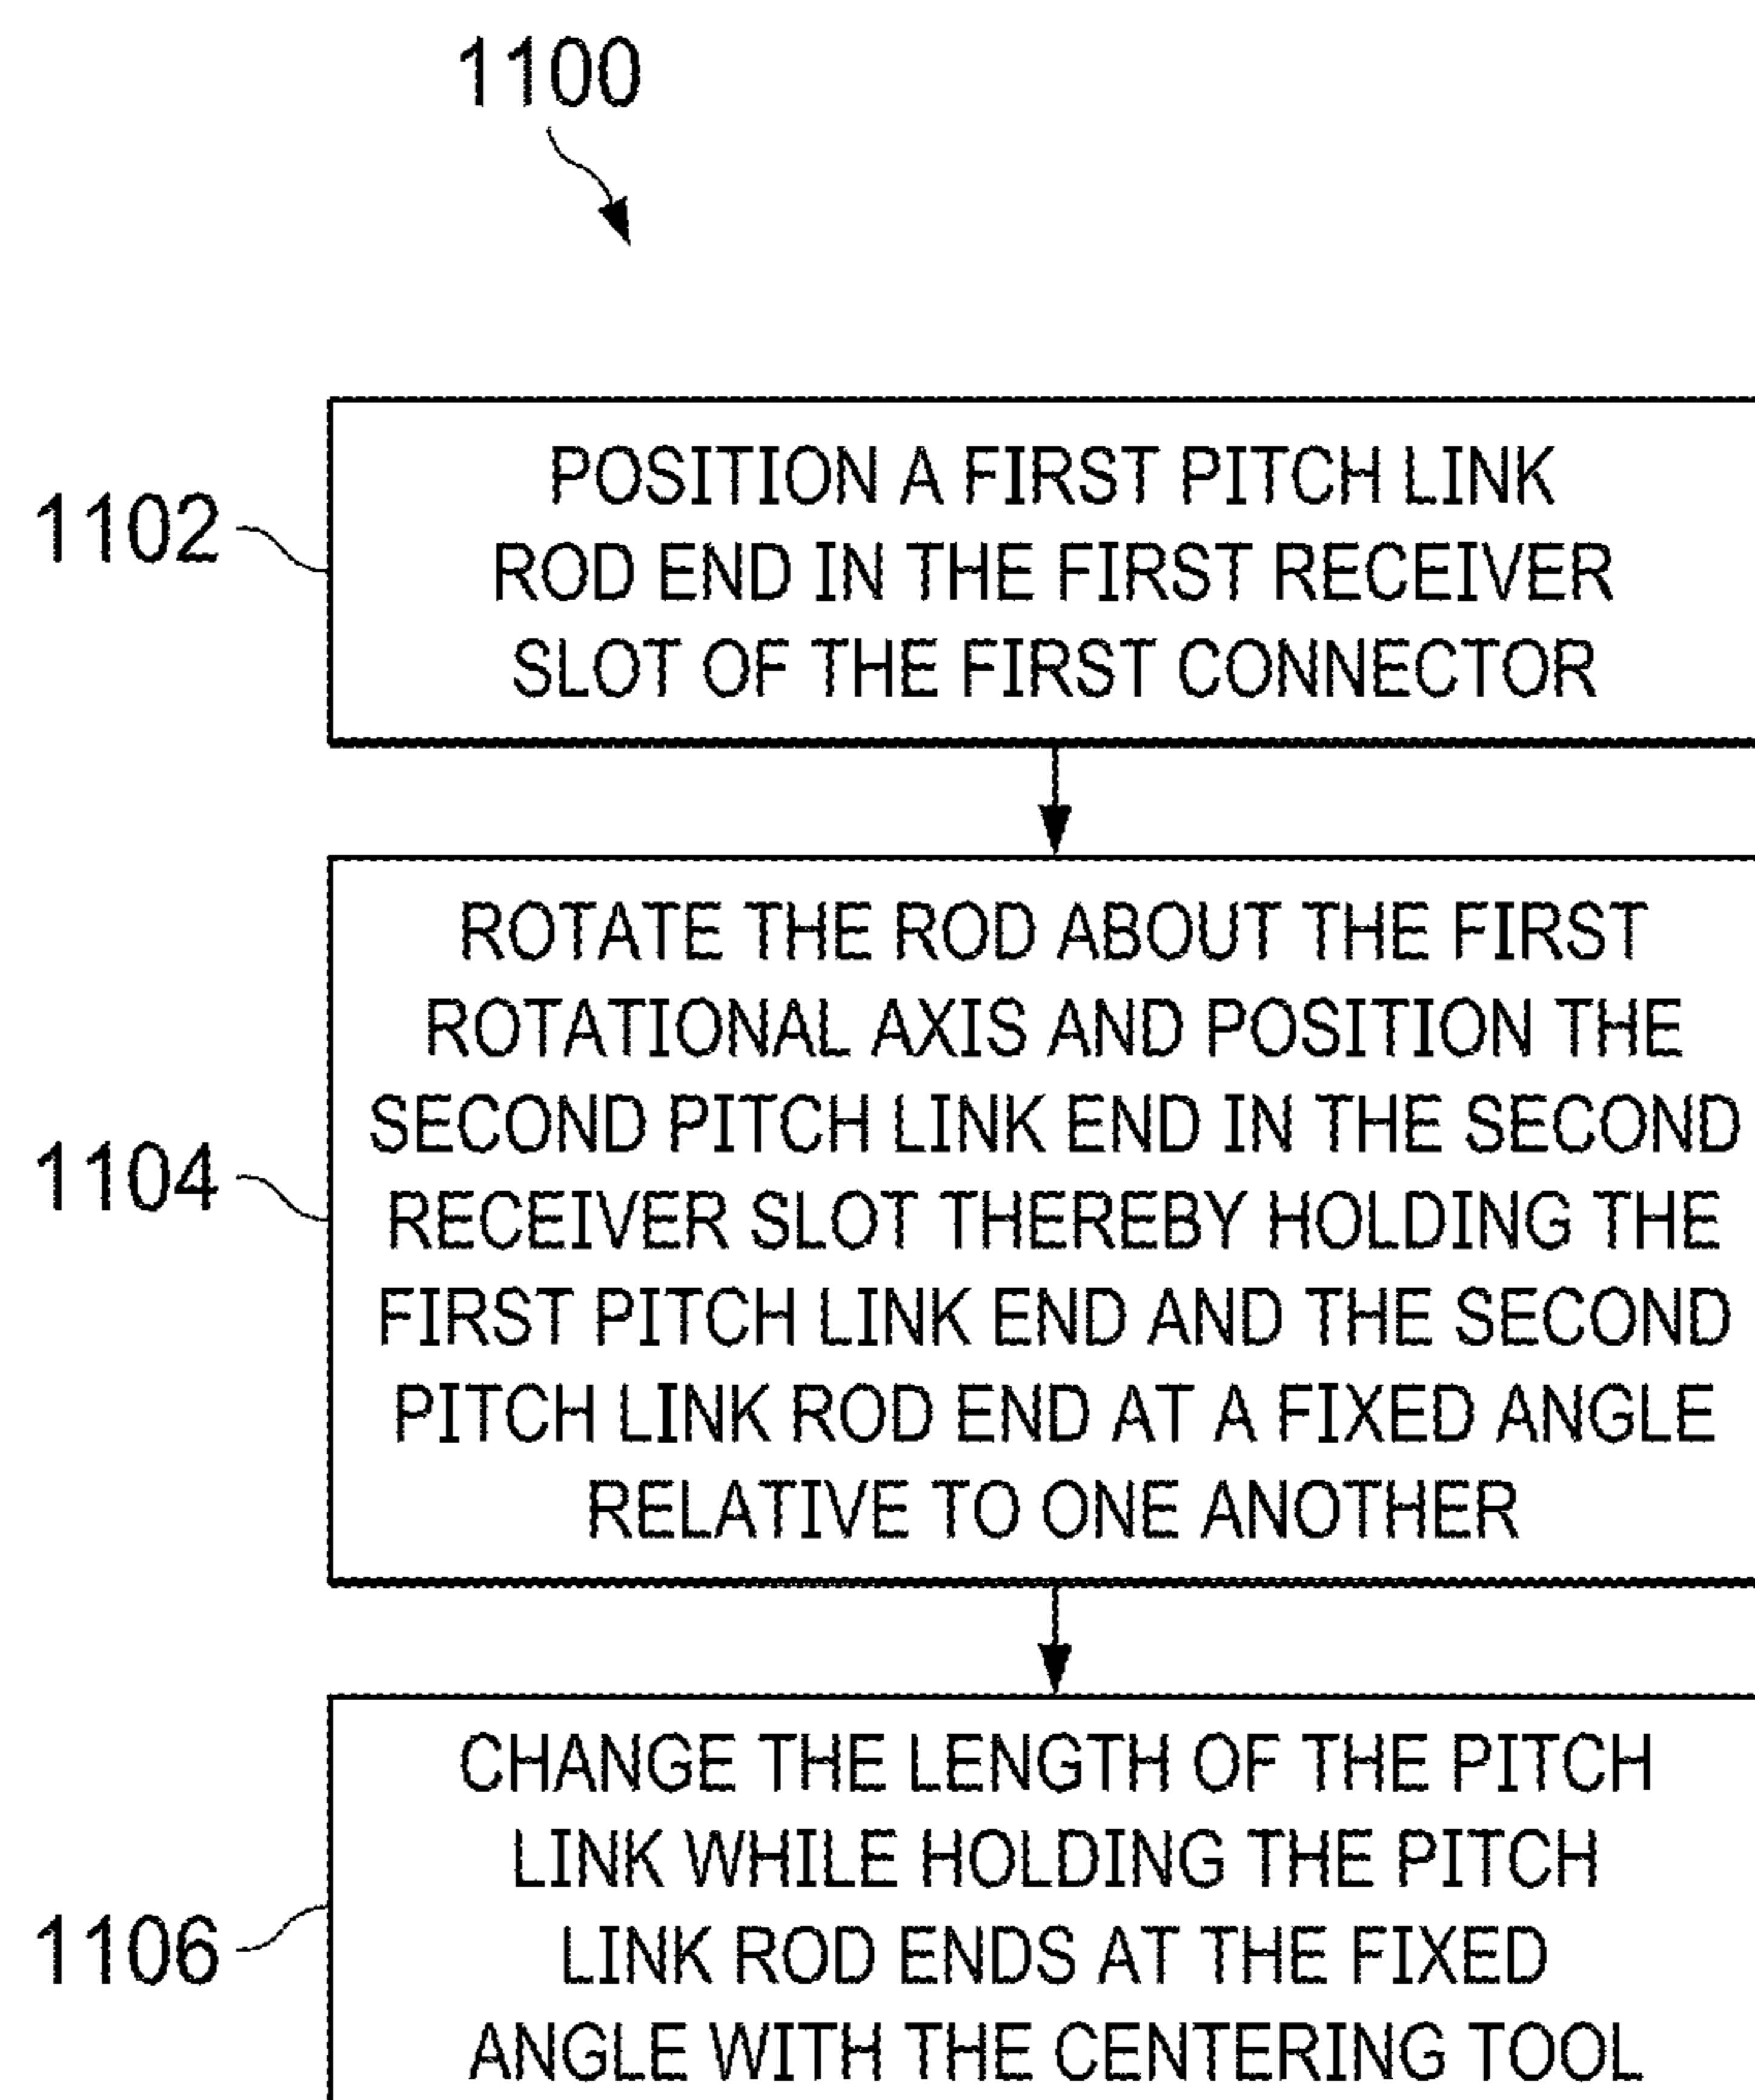 1100
1102
POSITION A FIRST PITCH LINK
ROD END IN THE FIRST RECEIVER
SLOT OF THE FIRST CONNECTOR
1104
ROTATE THE ROD ABOUT THE FIRST
ROTATIONAL AXIS AND POSITION THE
SECOND PITCH LINK END IN THE SECOND
RECEIVER SLOT THEREBY HOLDING THE
FIRST PITCH LINK END AND THE SECOND
PITCH LINK ROD END AT A FIXED ANGLE
RELATIVE TO ONE ANOTHER
1106
CHANGE THE LENGTH OF THE PITCH
LINK WHILE HOLDING THE PITCH
LINK ROD ENDS AT THE FIXED
ANGLE WITH THE CENTERING TOOL